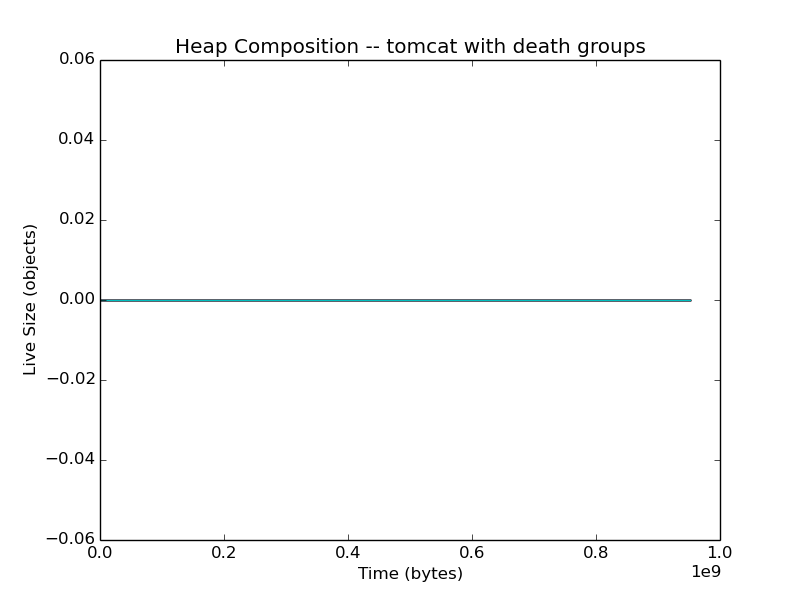 Heap Composition -- tomcat with death groups
0.06
0.04
0.02
0.00
−0.02
−0.04
−0.06
Live Size (objects)
0.0 0.2 0.4 0.6 0.8 1.0
1e9
Time (bytes)